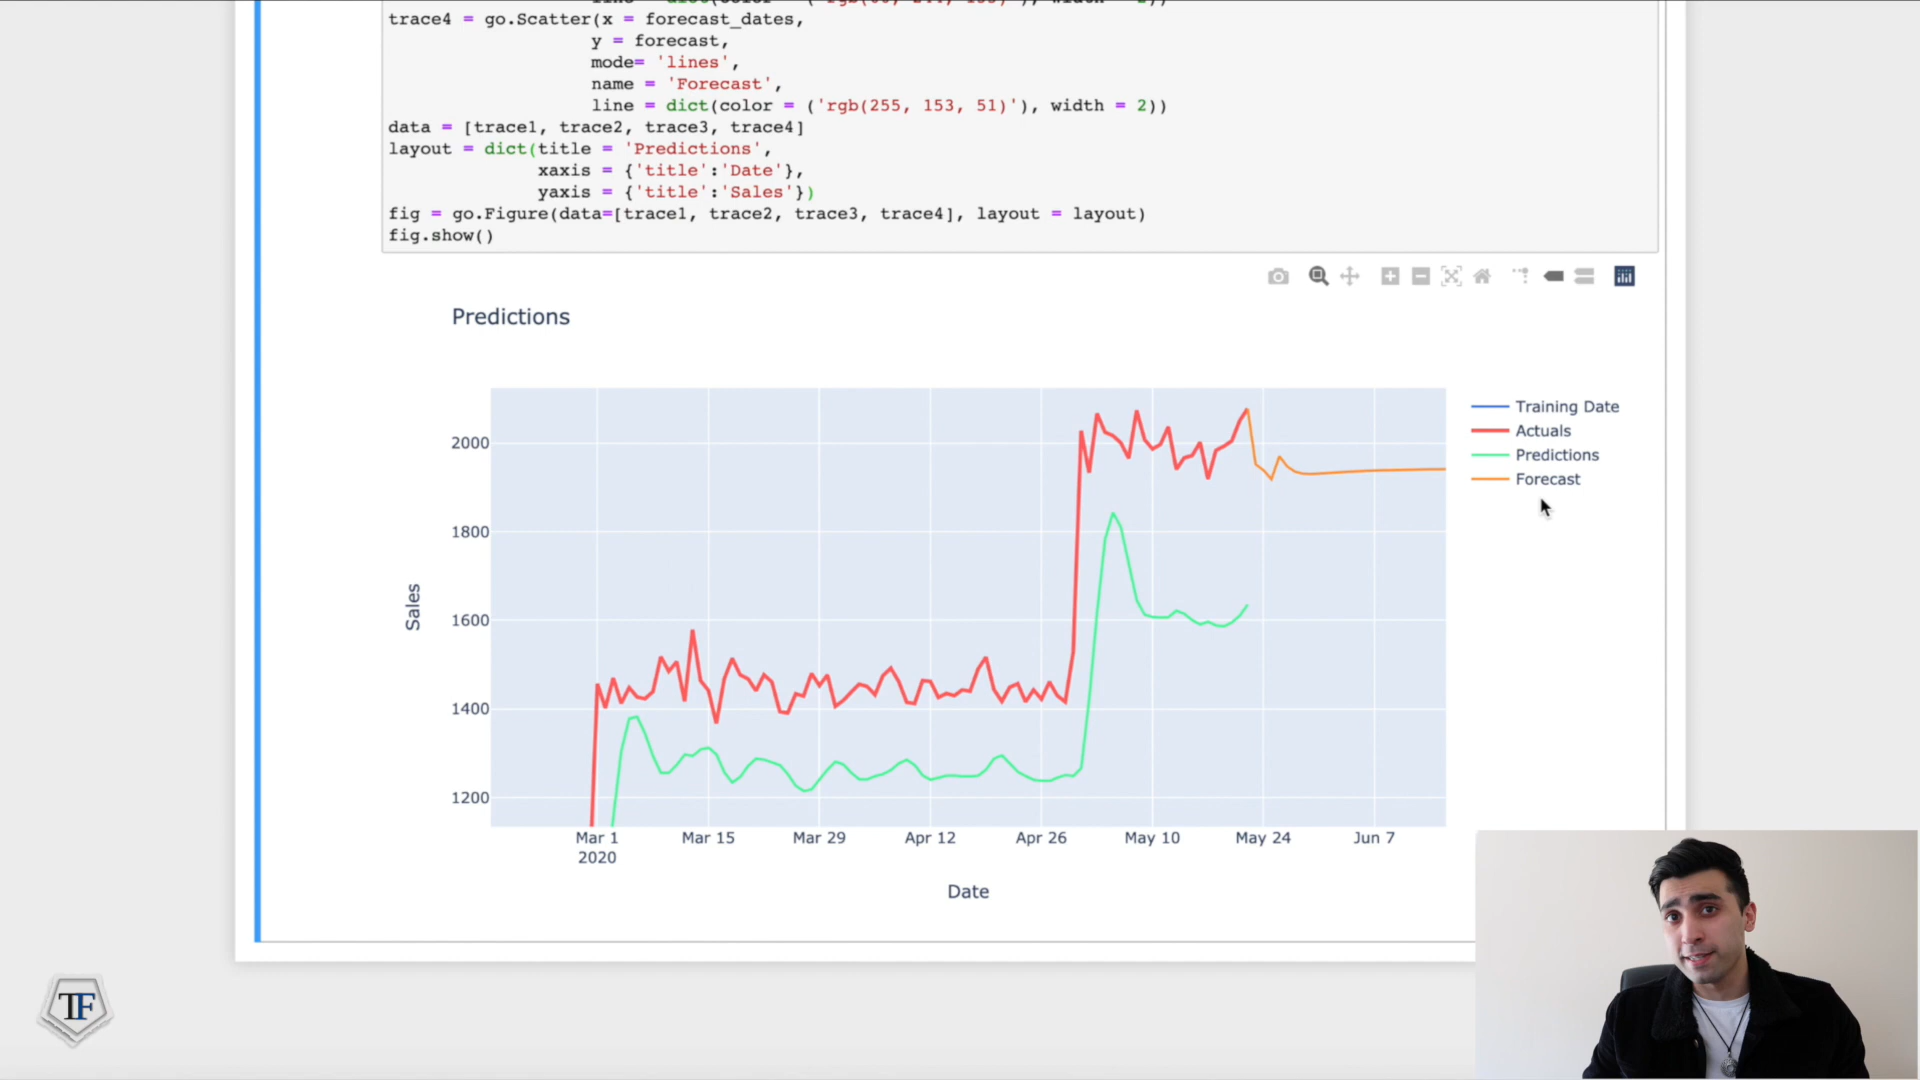 trace4 = go.Scatter(x = forecast_dates,
y = forecast,
mode= 'lines',
name = 'Forecast',
line = dict(color = ('rgb(255, 153, 51)'), width = 2))
data = [trace1, trace2, trace3, trace4]
layout = dict(title = 'Predictions',
xaxis = {'title':'Date'},
yaxis = {'title':'Sales'})
fig = go.Figure(data=[trace1, trace2, trace3, trace4], layout = layout)
fig.show()
Predictions
Training Date
Actuals
Predictions
Forecast
2000
1800
1600
1400
1200
Sales
Mar 1 Mar 15 Mar 29 Apr 12 Apr 26 May 10 May 24 Jun 7
2020
Date
TF